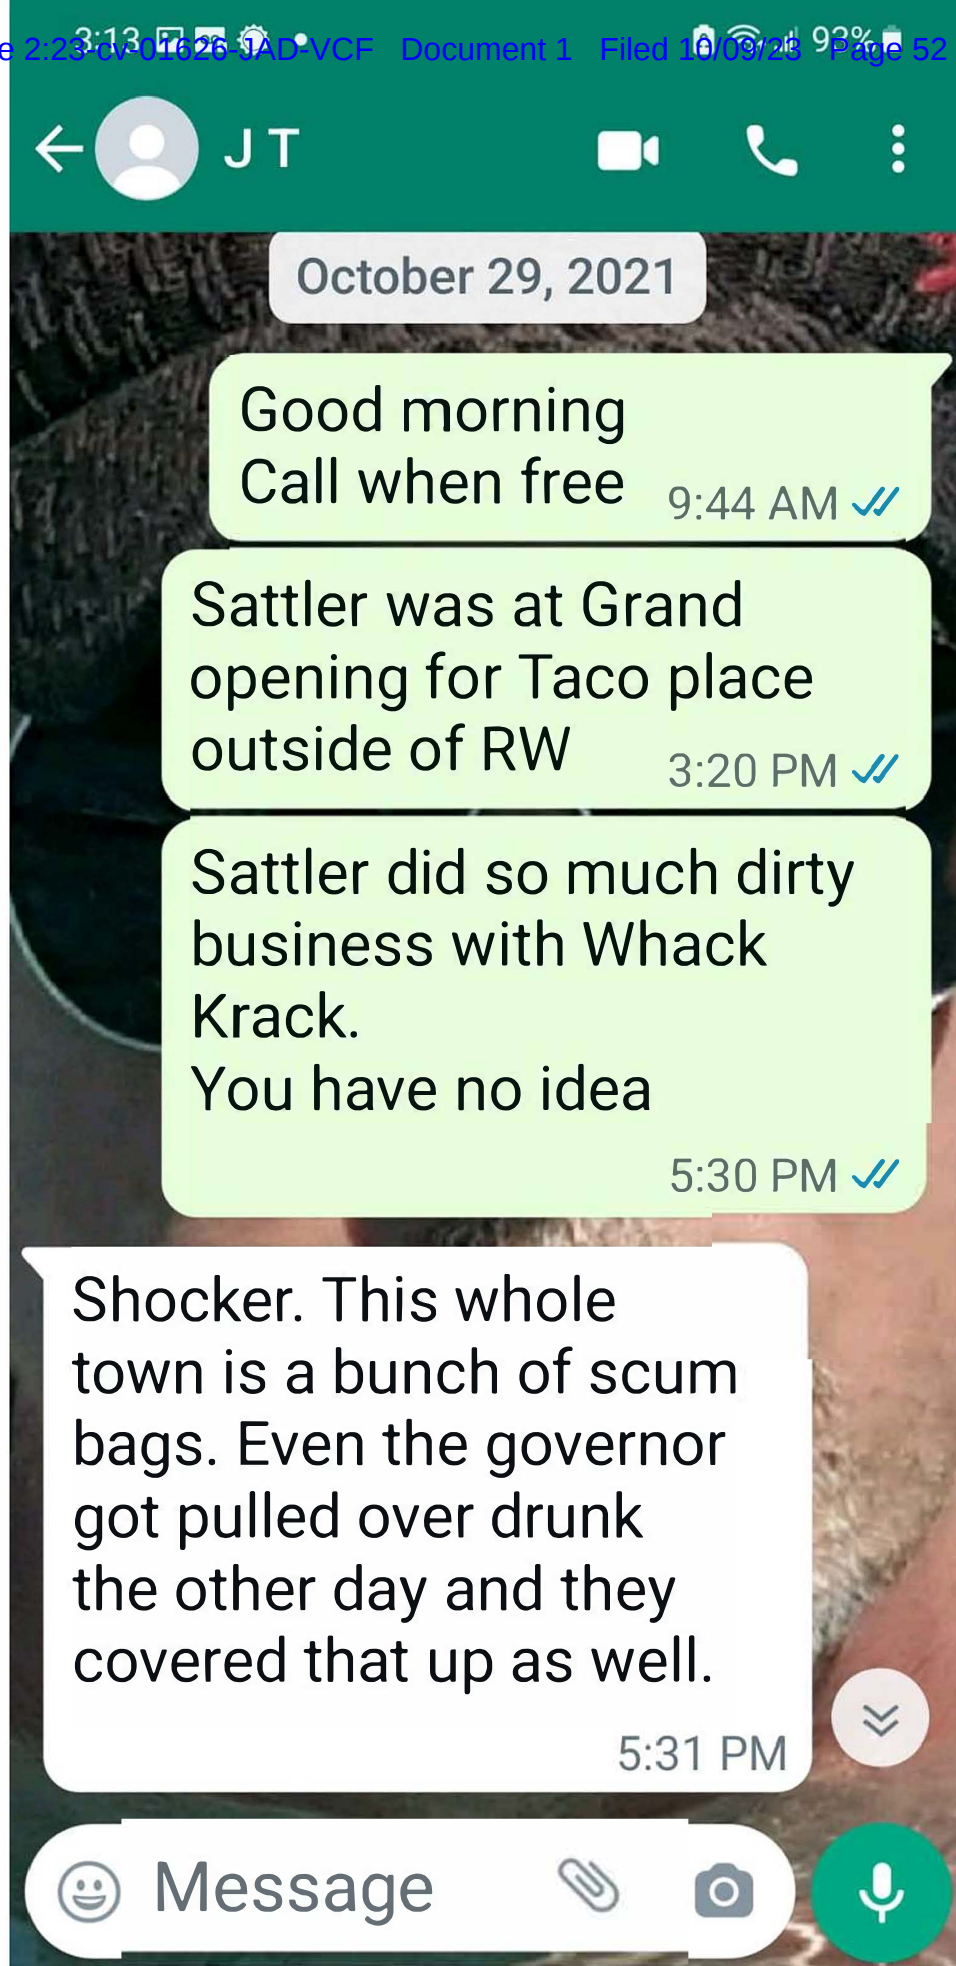 3:13 92%
e 2:23-cv-01626-JAD-VCF Document 1 Filed 10/09/23 Page 52
J T
October 29, 2021
Good morning
Call when free 9:44 AM
Sattler was at Grand
opening for Taco place
outside of RW 3:20 PM
Sattler did so much dirty
business with Whack
Krack.
You have no idea
5:30 PM
Shocker. This whole
town is a bunch of scum
bags. Even the governor
got pulled over drunk
the other day and they
covered that up as well.
5:31 PM
Message